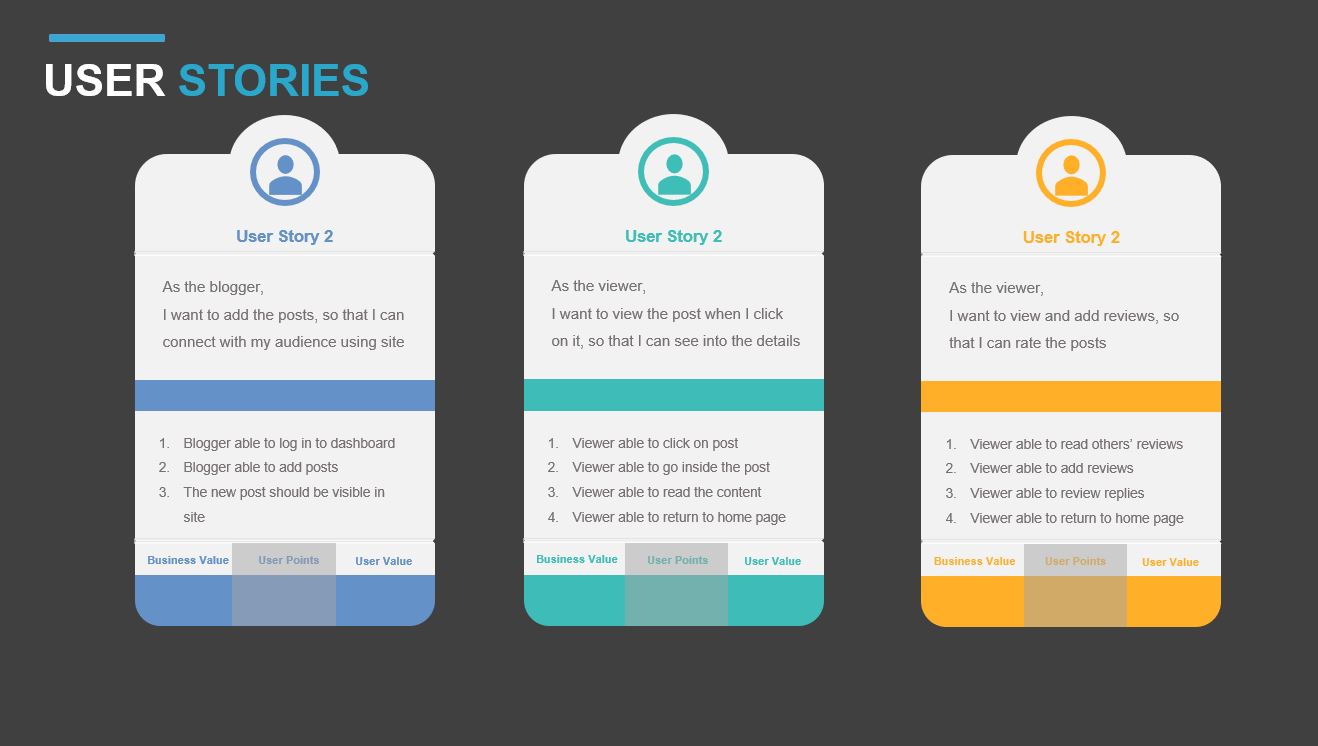 USER STORIES
User Story 2
As the blogger,
I want to add the posts, so that I can
connect with my audience using site
1. Blogger able to log in to dashboard
2. Blogger able to add posts
3. The new post should be visible in
site
Business Value User Points User Value
User Story 2
As the viewer,
I want to view the post when I click
on it, so that I can see into the details
1. Viewer able to click on post
2. Viewer able to go inside the post
3. Viewer able to read the content
4. Viewer able to return to home page
Business Value User Points User Value
User Story 2
As the viewer,
I want to view and add reviews, so
that I can rate the posts
1. Viewer able to read others’ reviews
2. Viewer able to add reviews
3. Viewer able to review replies
4. Viewer able to return to home page
Business Value User Points User Value